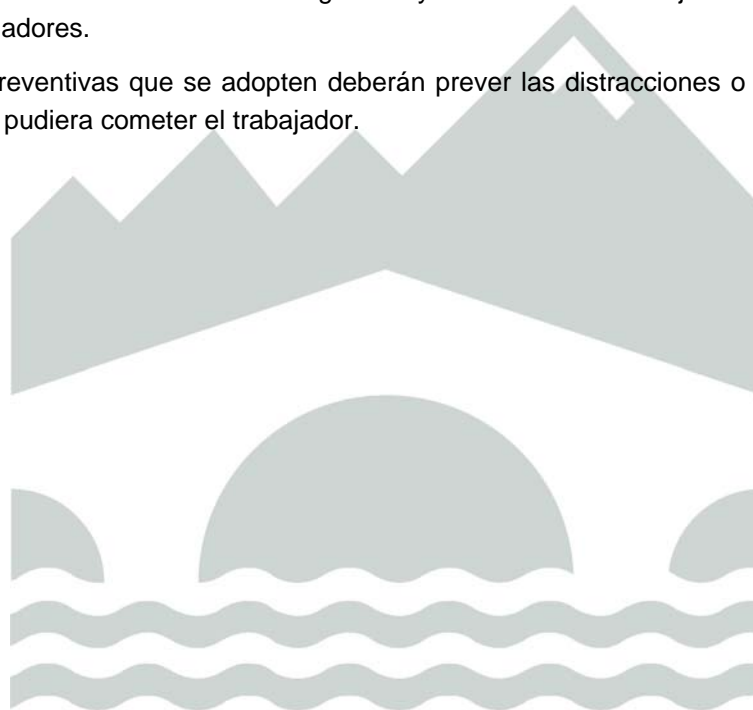 adores.
reventivas que se adopten deberán prever las distracciones o
pudiera cometer el trabajador.